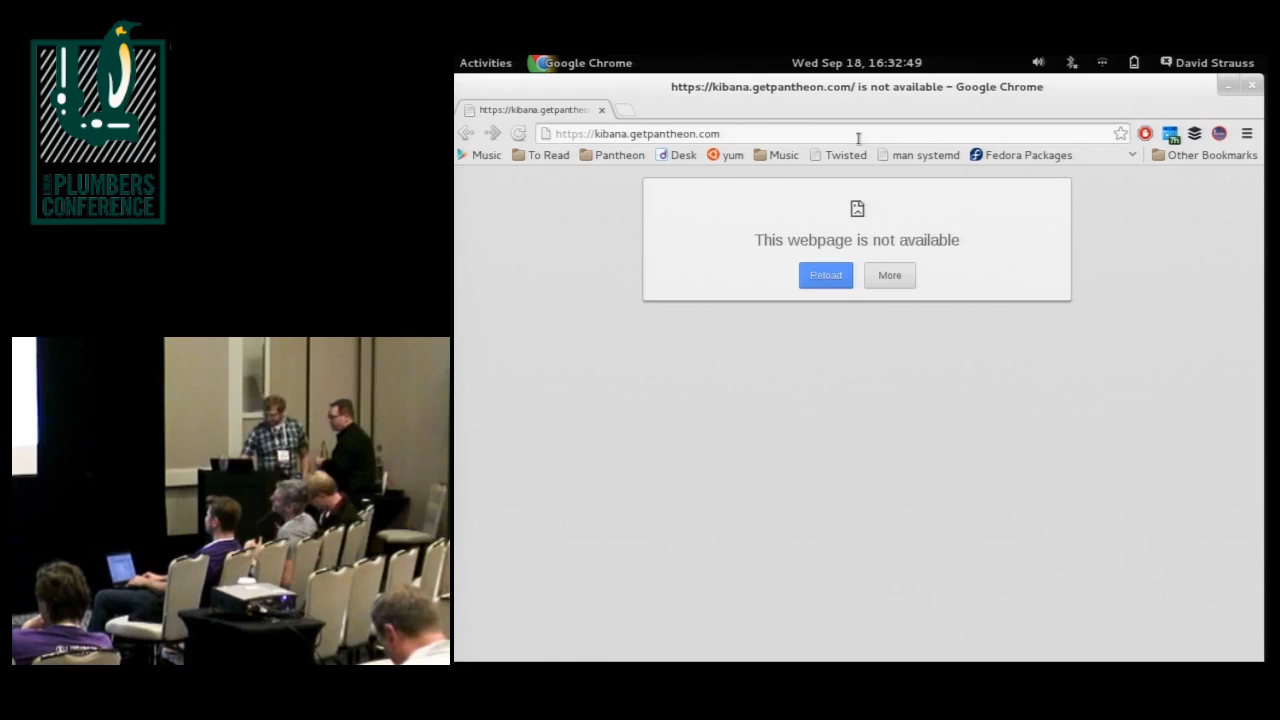 PLUMBERS
CONFERENCE
Activities Google Chrome Wed Sep 18, 16:32:49 David Strauss
https://kibana.getpantheon.com/ is not available - Google Chrome
https://kibana.getpantheo
https://kibana.getpantheon.com
Music To Read Pantheon Desk yum Music Twisted man systemd Fedora Packages Other Bookmarks
This webpage is not available
Reload More